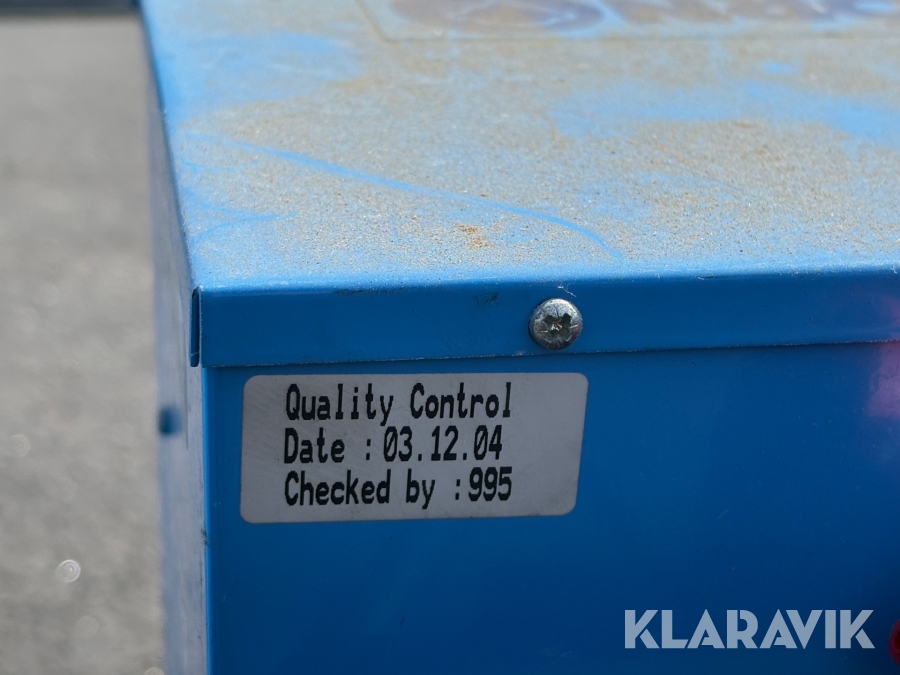 Quality Control
Date : 03.12.04
Checked by : 995
KLARAVIK